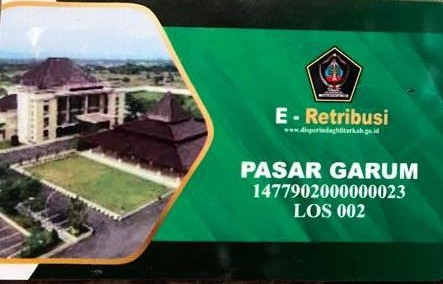 E - Retribusi
www.disperindagblitarkab.go.id
PASAR GARUM
1477902000000023
LOS 002